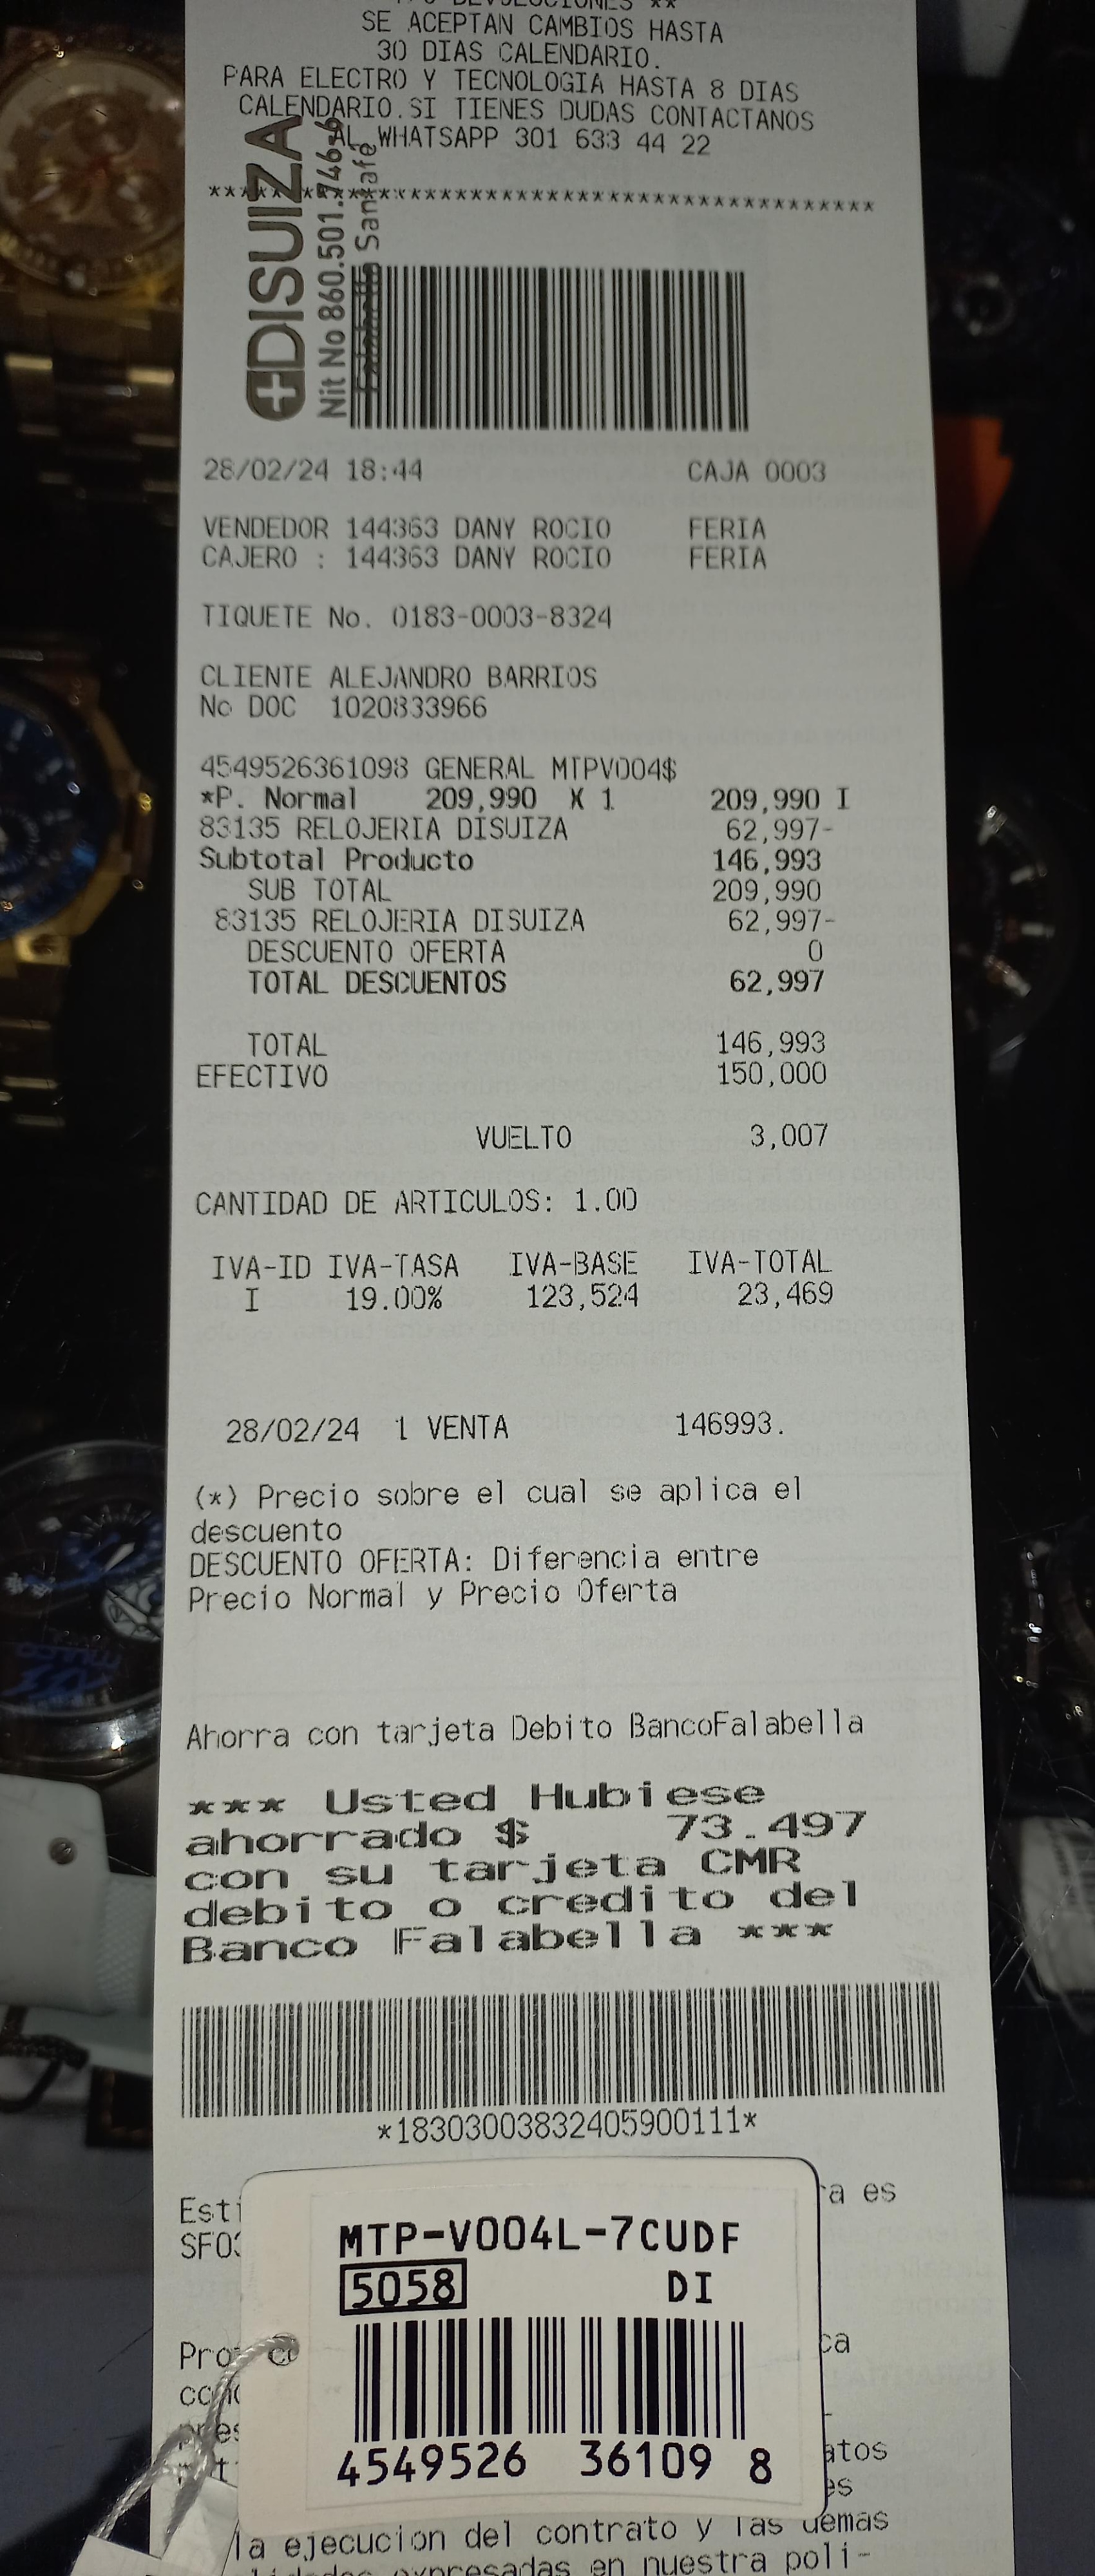 DEVOLUCIONES **
SE ACEPTAN CAMBIOS HASTA
30 DIAS CALENDARIO.
PARA ELECTRO Y TECNOLOGIA HASTA 8 DIAS
CALENDARIO.SI TIENES DUDAS CONTACTANOS
AL WHATSAPP 301 633 44 22
******************************************
DISUIZA
Nit No 860.501.
Falabella Santafé
28/02/24 18:44 CAJA 0003
VENDEDOR 144363 DANY ROCIO FERIA
CAJERO : 144363 DANY ROCIO FERIA
TIQUETE No. 0183-0003-8324
CLIENTE ALEJANDRO BARRIOS
No DOC 1020833966
4549526361098 GENERAL MTPV004$
*P. Normal 209,990 X 1 209,990 I
83135 RELOJERIA DISUIZA 62,997-
Subtotal Producto 146,993
SUB TOTAL 209,990
83135 RELOJERIA DISUIZA 62,997-
DESCUENTO OFERTA 0
TOTAL DESCUENTOS 62,997
TOTAL 146,993
EFECTIVO 150,000
VUELTO 3,007
CANTIDAD DE ARTICULOS: 1.00
IVA-ID IVA-TASA IVA-BASE IVA-TOTAL
I 19.00% 123,524 23,469
28/02/24 1 VENTA 146993.
(*) Precio sobre el cual se aplica el
descuento
DESCUENTO OFERTA: Diferencia entre
Precio Normal y Precio Oferta
Ahorra con tarjeta Debito BancoFalabella
*** Usted Hubiese
ahorrado $ 73.497
con su tarjeta CMR
debito o credito del
Banco Falabella ***
*18303003832405900111*
es
MTP-V004L-7CUDF
5058 DI
4549526 36109 8
la ejecucion del contrato y las demas
expresadas en nuestra poli-